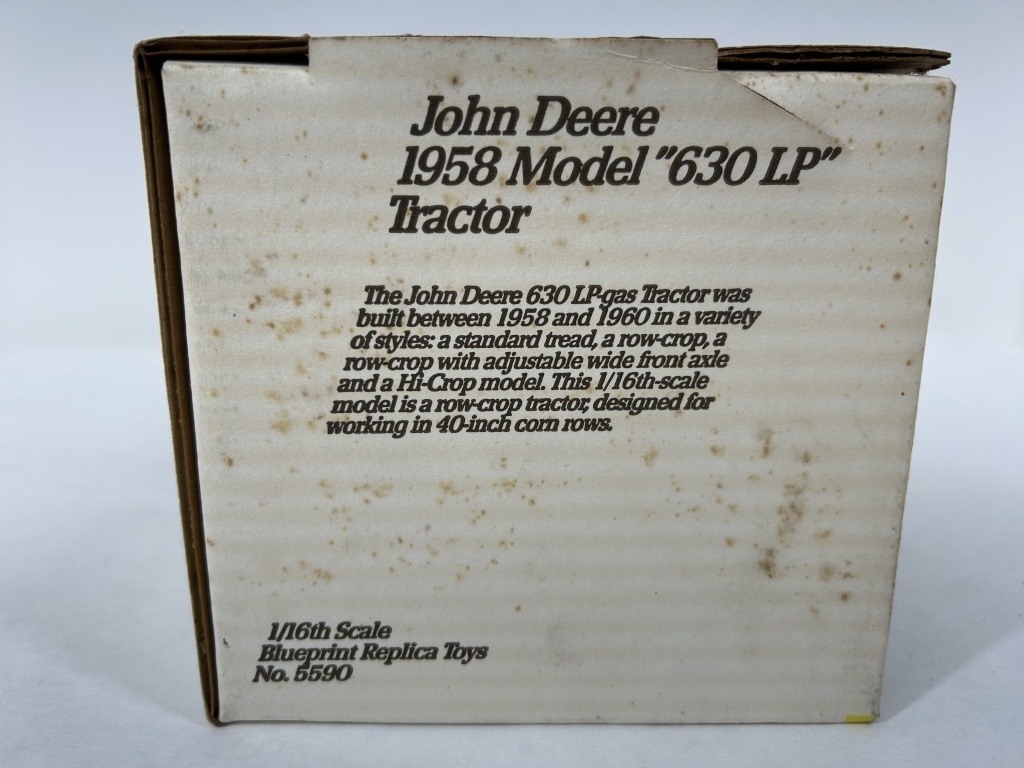 John Deere
1958 Model "630 LP"
Tractor
The John Deere 630 LP-gas Tractor was
built between 1958 and 1960 in a variety
of styles: a standard tread, a row-crop, a
row-crop with adjustable wide front axle
and a Hi-Crop model. This 1/16th-scale
model is a row-crop tractor, designed for
working in 40-inch corn rows.
1/16th Scale
Blueprint Replica Toys
No. 5590